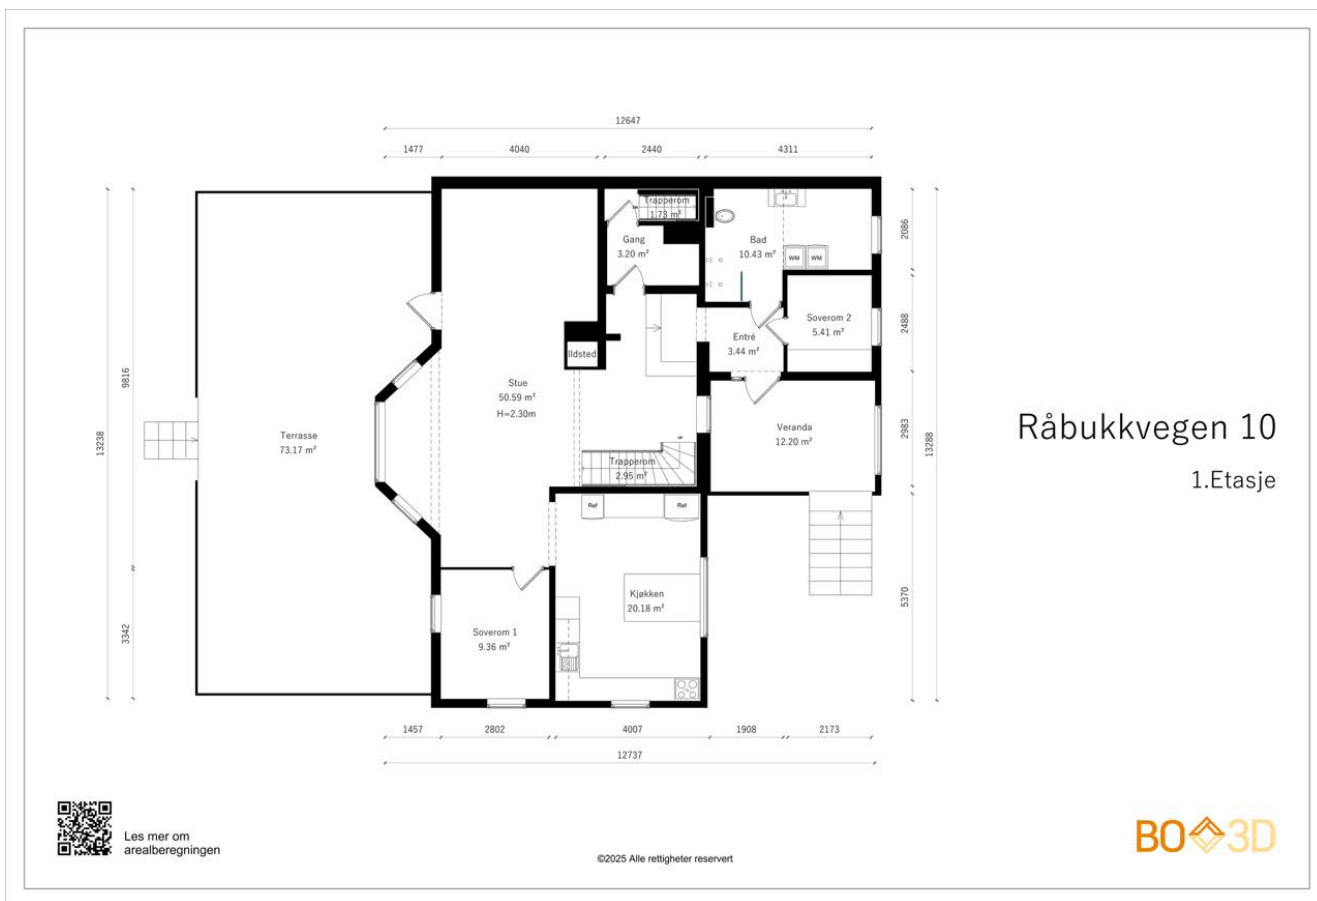 12647
1477
4040
2440
4311
Trapperom
1.73 m²
Gang
3.20 m²
Bad
10.43 m²
WM
WM
2086
Soverom 2
5.41 m²
2488
Entré
3.44 m²
Ildsted
Stue
50.59 m²
H=2.30m
9816
13238
Terrasse
73.17 m²
Veranda
12.20 m²
2983
13288
Råbukkvegen 10
1.Etasje
Trapperom
2.95 m²
Ref
Ref
Kjøkken
20.18 m²
5370
Soverom 1
9.36 m²
3342
1457
2802
4007
1908
2173
12737
Les mer om
arealberegningen
©2025 Alle rettigheter reservert
BO 3D